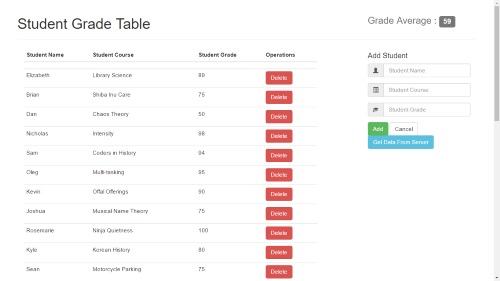 Student Grade Table
Grade Average : 59
Student Name Student Course Student Grade Operations
Elizabeth Library Science 89 Delete
Brian Shiba Inu Care 75 Delete
Dan Chaos Theory 50 Delete
Nicholas Intensity 98 Delete
Sam Coders in History 94 Delete
Oleg Multi-tasking 95 Delete
Kevin Offal Offerings 90 Delete
Joshua Musical Name Theory 75 Delete
Rosemarie Ninja Quietness 100 Delete
Kyle Korean History 80 Delete
Sean Motorcycle Parking 75 Delete
Add Student
Student Name
Student Course
Student Grade
Add Cancel
Get Data From Server